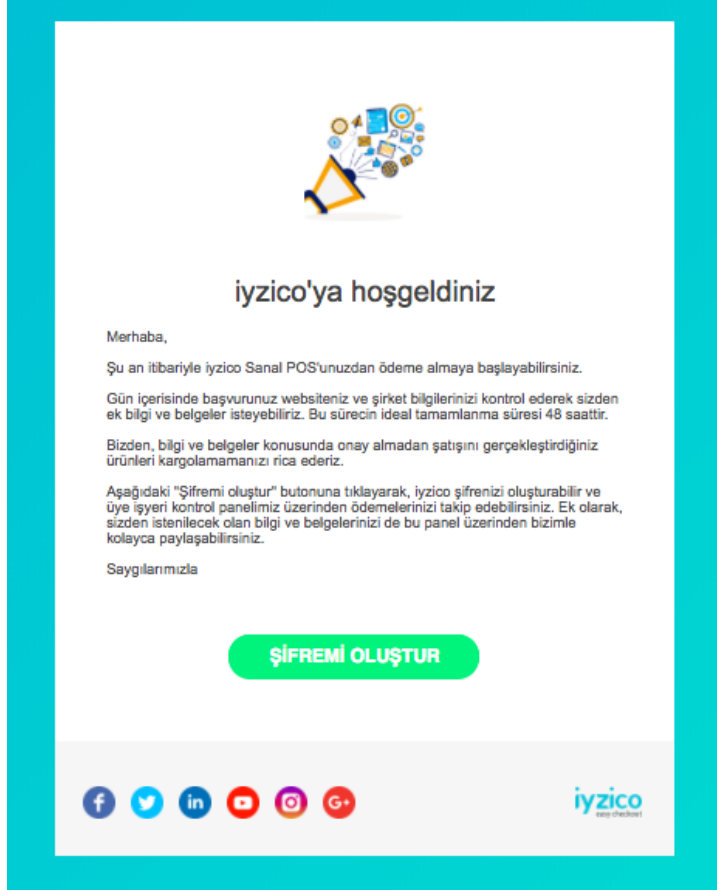 iyzico'ya hoşgeldiniz
Merhaba,
Şu an itibariyle iyzico Sanal POS'unuzdan ödeme almaya başlayabilirsiniz.
Gün içerisinde başvurunuz websiteniz ve şirket bilgilerinizi kontrol ederek sizden
ek bilgi ve belgeler isteyebiliriz. Bu sürecin ideal tamamlanma süresi 48 saattir.
Bizden, bilgi ve belgeler konusunda onay almadan satışını gerçekleştirdiğiniz
ürünleri kargolamamanızı rica ederiz.
Aşağıdaki "Şifremi oluştur" butonuna tıklayarak, iyzico şifrenizi oluşturabilir ve
üye işyeri kontrol panelimiz üzerinden ödemelerinizi takip edebilirsiniz. Ek olarak,
sizden istenilecek olan bilgi ve belgelerinizi de bu panel üzerinden bizimle
kolayca paylaşabilirsiniz.
Saygılarımızla
ŞİFREMİ OLUŞTUR
f in G+
iyzico
easy checkout